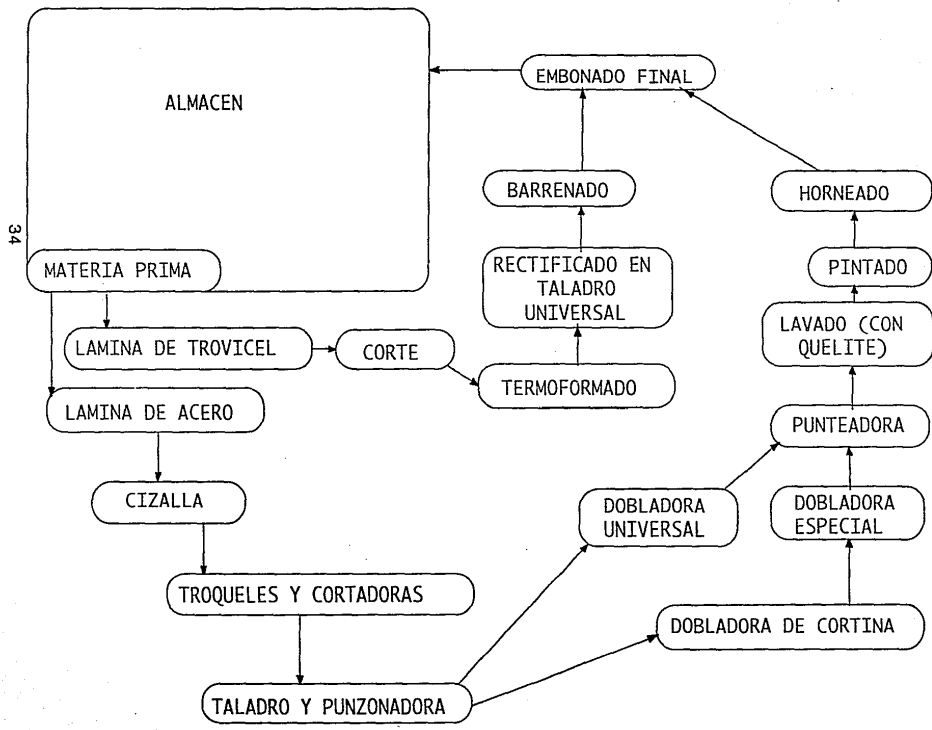 ALMACEN
EMBONADO FINAL
BARRENADO
HORNEADO
34
MATERIA PRIMA
RECTIFICADO EN
TALADRO
UNIVERSAL
PINTADO
LAMINA DE TROVICEL
CORTE
LAVADO (CON
QUELITE)
TERMOFORMADO
LAMINA DE ACERO
PUNTEADORA
CIZALLA
DOBLADORA
UNIVERSAL
DOBLADORA
ESPECIAL
TROQUELES Y CORTADORAS
DOBLADORA DE CORTINA
TALADRO Y PUNZONADORA